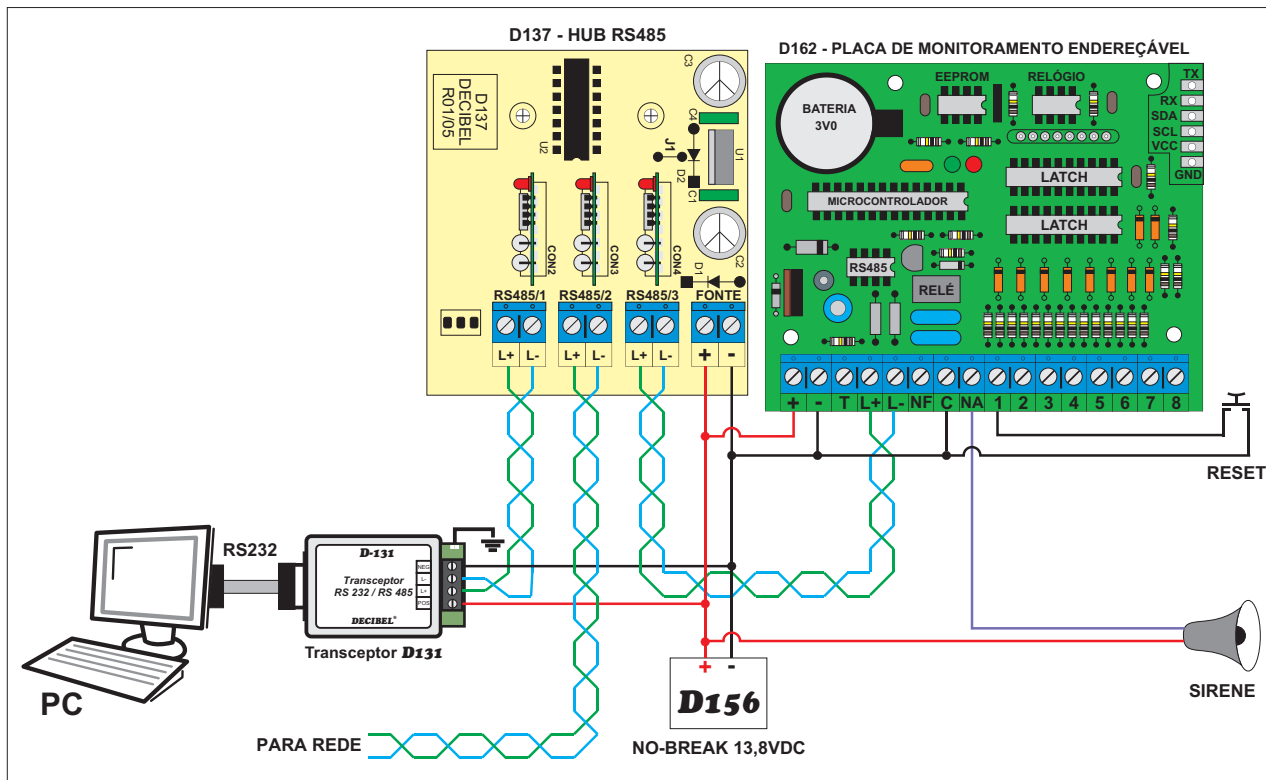 D137 - HUB RS485
D137
DECIBEL
R01/05
U2
C3
C4
J1
D2
U1
C1
C2
D1
CON2
CON3
CON4
RS485/1
RS485/2
RS485/3
FONTE
L+
L-
L+
L-
L+
L-
+
-
D162 - PLACA DE MONITORAMENTO ENDEREÇÁVEL
BATERIA
3V0
EEPROM
RELÓGIO
TX
RX
SDA
SCL
VCC
GND
LATCH
MICROCONTROLADOR
LATCH
RS485
RELÉ
+
-
T
L+
L-
NF
C
NA
1
2
3
4
5
6
7
8
RESET
RS232
D-131
Transceptor
RS 232 / RS 485
DECIBEL®
NEG
L-
L+
POS
Transceptor D131
PC
+
-
D156
NO-BREAK 13,8VDC
SIRENE
PARA REDE